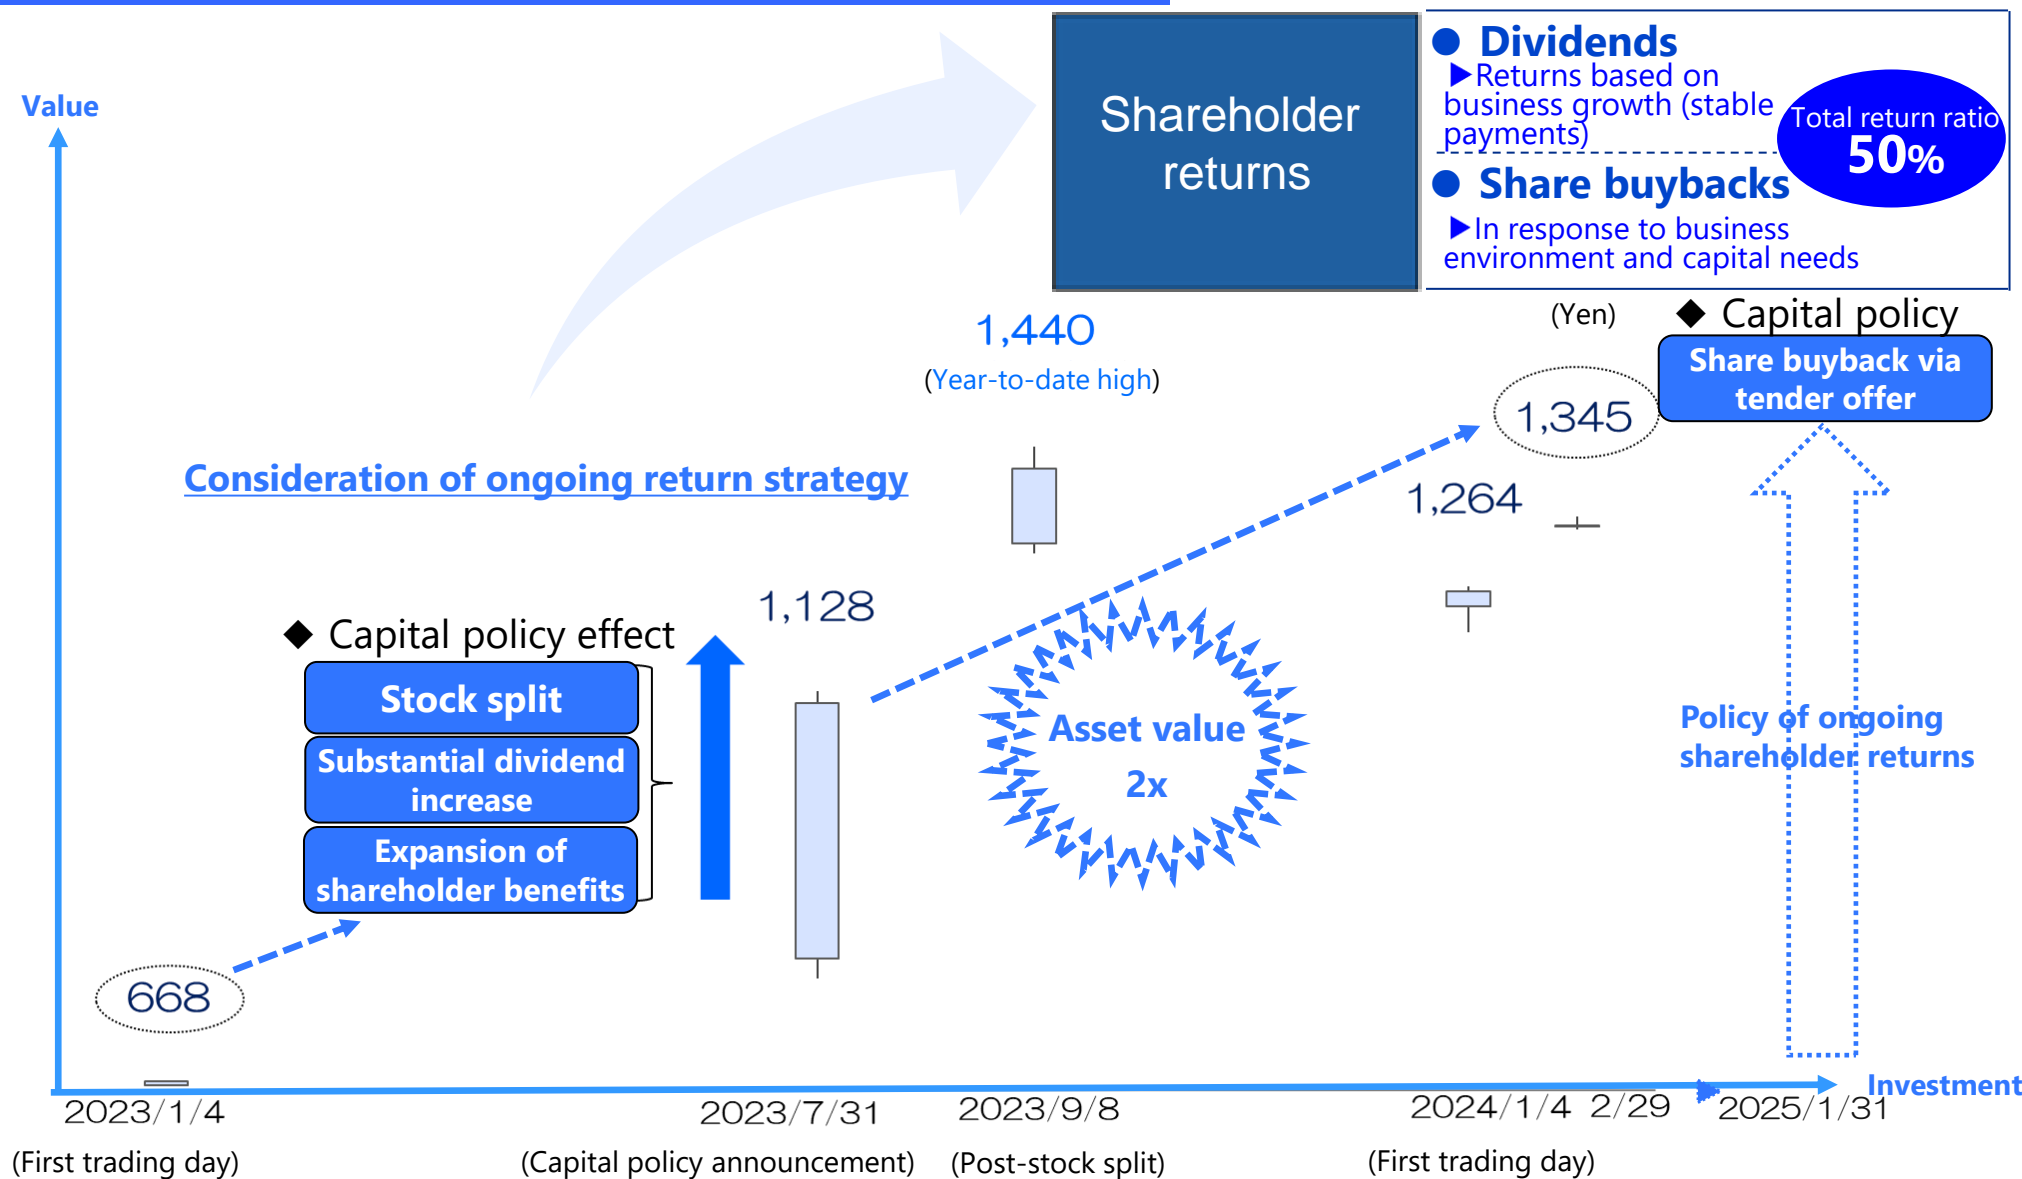 Value
Shareholder
returns
● Dividends
▶Returns based on
business growth (stable
payments)
Total return ratio
50%
● Share buybacks
▶In response to business
environment and capital needs
(Yen)
◆ Capital policy
Share buyback via
tender offer
1,440
(Year-to-date high)
1,345
1,264
Consideration of ongoing return strategy
1,128
◆ Capital policy effect
Stock split
Substantial dividend
increase
Expansion of
shareholder benefits
Asset value
2x
Policy of ongoing
shareholder returns
668
Investment
2023/1/4
(First trading day)
2023/7/31
(Capital policy announcement)
2023/9/8
(Post-stock split)
2024/1/4
(First trading day)
2/29
2025/1/31